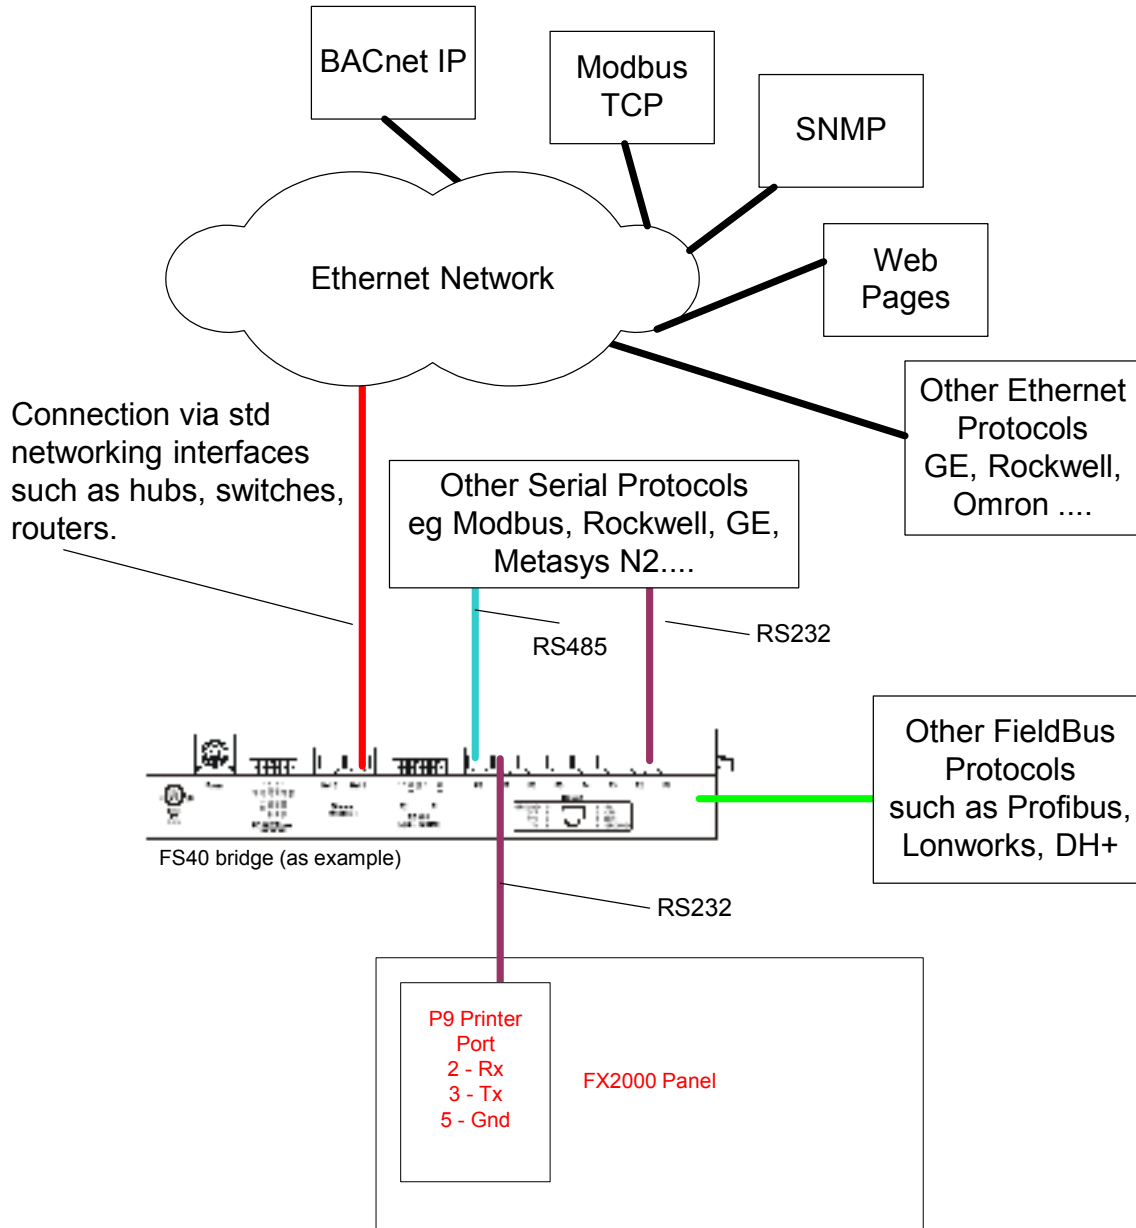 BACnet IP
Modbus
TCP
SNMP
Ethernet Network
Web
Pages
Other Ethernet
Protocols
GE, Rockwell,
Omron ....
Connection via std
networking interfaces
such as hubs, switches,
routers.
Other Serial Protocols
eg Modbus, Rockwell, GE,
Metasys N2....
RS485
RS232
Other FieldBus
Protocols
such as Profibus,
Lonworks, DH+
FS40 bridge (as example)
RS232
P9 Printer
Port
2 - Rx
3 - Tx
5 - Gnd
FX2000 Panel